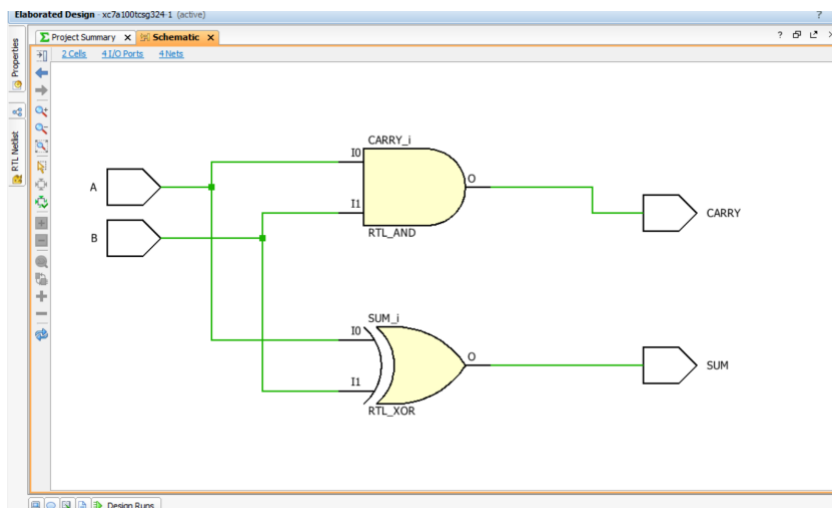 Elaborated Design - xc7a100tcsg324-1 (active)
?
Project Summary X Schematic X
?
2 Cells 4 I/O Ports 4 Nets
Properties
RTL Netlist
CARRY_i
I0
A
O
I1
CARRY
B
RTL_AND
SUM_i
I0
O
SUM
I1
RTL_XOR
Design Runs